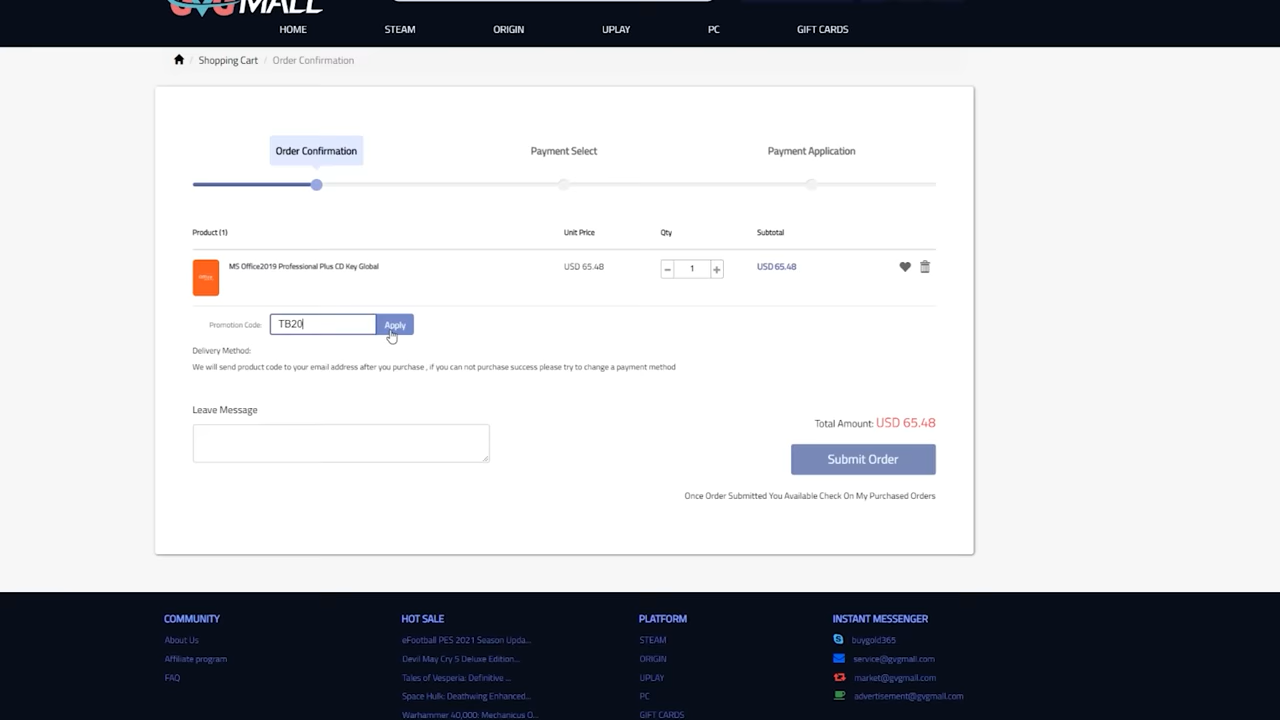 GVGMALL
HOME STEAM ORIGIN UPLAY PC GIFT CARDS
Shopping Cart / Order Confirmation
Order Confirmation Payment Select Payment Application
Product (1) Unit Price Qty Subtotal
MS Office2019 Professional Plus CD Key Global USD 65.48 − 1 + USD 65.48
Promotion Code: TB20 Apply
Delivery Method:
We will send product code to your email address after you purchase , if you can not purchase success please try to change a payment method
Leave Message
Total Amount: USD 65.48
Submit Order
Once Order Submitted You Available Check On My Purchased Orders
COMMUNITY
About Us
Affiliate program
FAQ
HOT SALE
eFootball PES 2021 Season Upda...
Devil May Cry 5 Deluxe Edition...
Tales of Vesperia: Definitive ...
Space Hulk: Deathwing Enhanced...
Warhammer 40,000: Mechanicus O...
PLATFORM
STEAM
ORIGIN
UPLAY
PC
GIFT CARDS
INSTANT MESSENGER
buygold365
service@gvgmall.com
market@gvgmall.com
advertisement@gvgmall.com